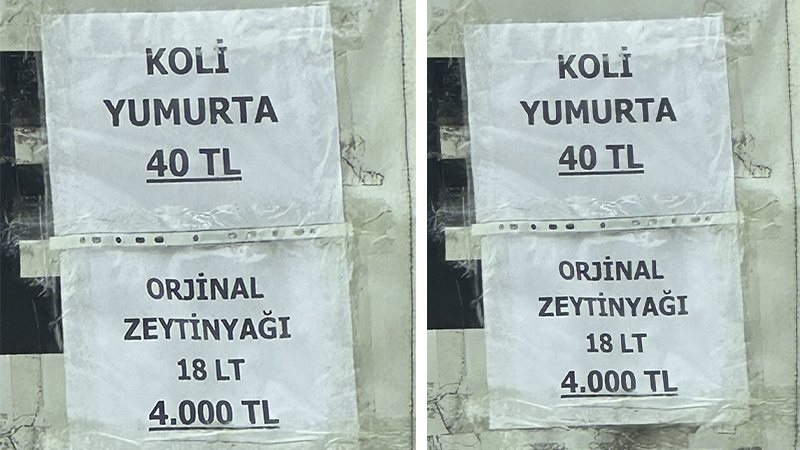 KOLİ
YUMURTA
40 TL
ORJİNAL
ZEYTİNYAĞI
18 LT
4.000 TL
KOLİ
YUMURTA
40 TL
ORJİNAL
ZEYTİNYAĞI
18 LT
4.000 TL